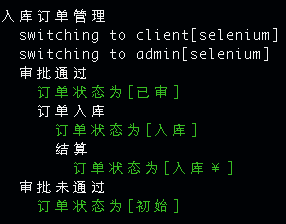 入库订单管理
switching to client[selenium]
switching to admin[selenium]
审批通过
订单状态为[已审]
订单入库
订单状态为[入库]
结算
订单状态为[入库￥]
审批未通过
订单状态为[初始]